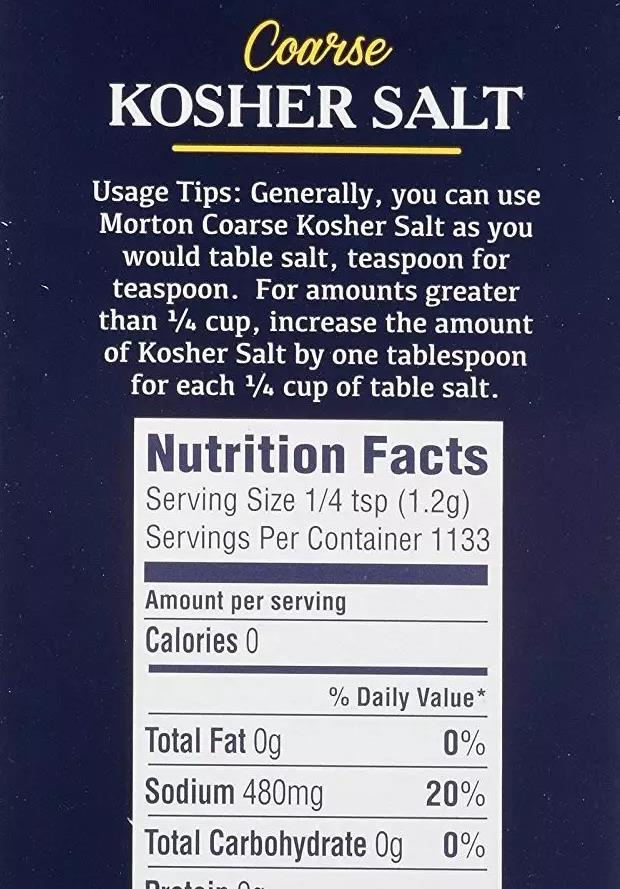 Coarse
KOSHER SALT
Usage Tips: Generally, you can use
Morton Coarse Kosher Salt as you
would table salt, teaspoon for
teaspoon. For amounts greater
than ¼ cup, increase the amount
of Kosher Salt by one tablespoon
for each ¼ cup of table salt.
Nutrition Facts
Serving Size 1/4 tsp (1.2g)
Servings Per Container 1133
Amount per serving
Calories 0
% Daily Value*
Total Fat 0g 0%
Sodium 480mg 20%
Total Carbohydrate 0g 0%
Protein 0g